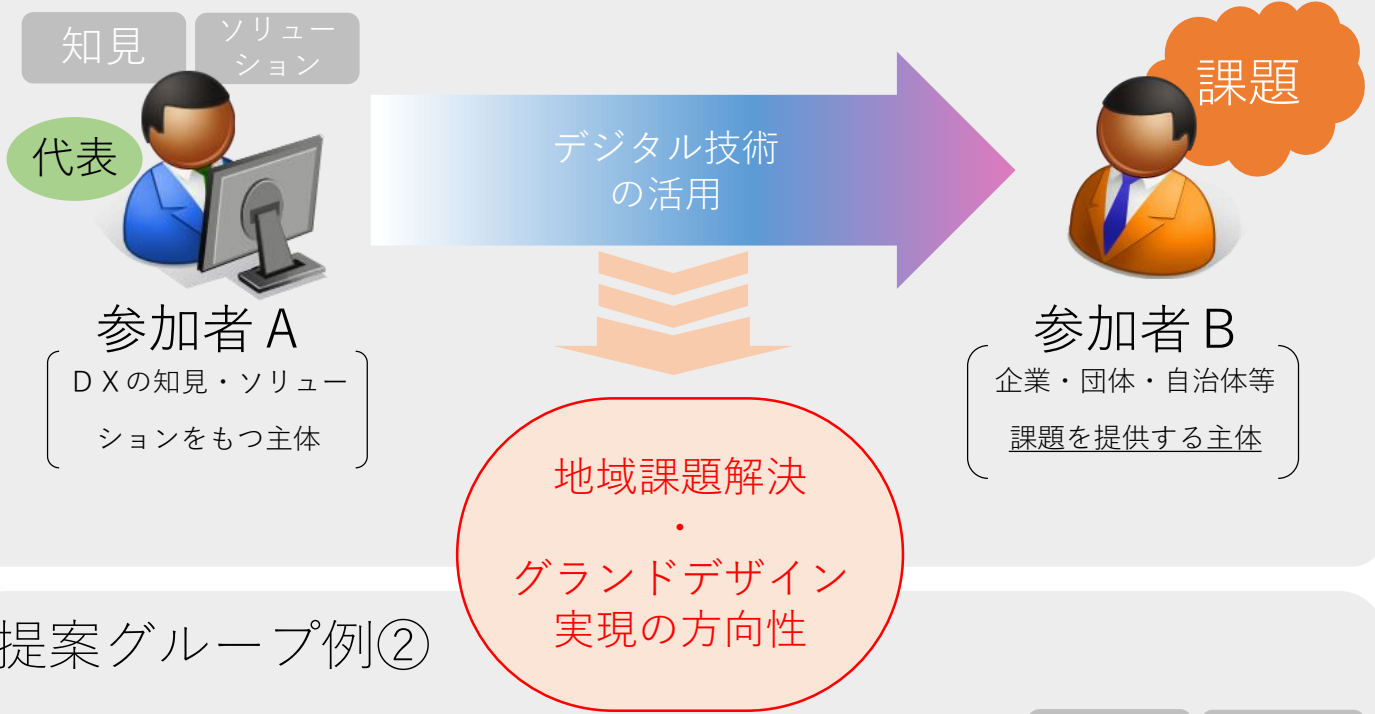 知見
ソリュー
ション
代表
デジタル技術
の活用
課題
参加者A
ＤＸの知見・ソリュー
ションをもつ主体
参加者B
企業・団体・自治体等
課題を提供する主体
地域課題解決
・
グランドデザイン
実現の方向性
提案グループ例②